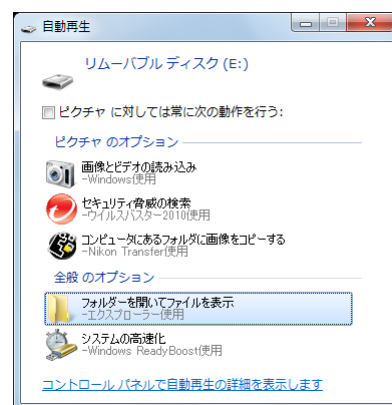 自動再生
リムーバブル ディスク (E:)
ピクチャ に対しては常に次の動作を行う:
ピクチャ のオプション
画像とビデオの読み込み
-Windows使用
セキュリティ脅威の検索
-ウイルスバスター2010使用
コンピュータにあるフォルダに画像をコピーする
-Nikon Transfer使用
全般 のオプション
フォルダーを開いてファイルを表示
-エクスプローラー使用
システムの高速化
-Windows ReadyBoost使用
コントロール パネルで自動再生の詳細を表示します